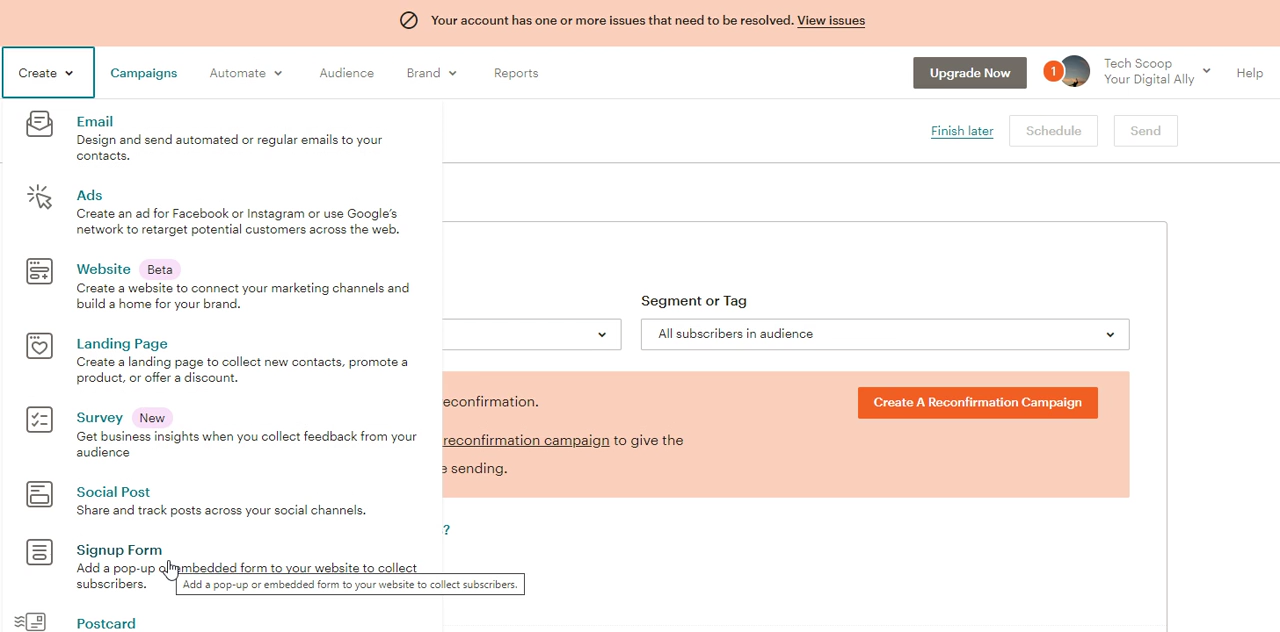 Your account has one or more issues that need to be resolved. View issues
Create
Campaigns
Automate
Audience
Brand
Reports
Upgrade Now
1
Tech Scoop
Your Digital Ally
Help
Finish later
Schedule
Send
Email
Design and send automated or regular emails to your
contacts.
Ads
Create an ad for Facebook or Instagram or use Google's
network to retarget potential customers across the web.
Website Beta
Create a website to connect your marketing channels and
build a home for your brand.
Landing Page
Create a landing page to collect new contacts, promote a
product, or offer a discount.
Survey New
Get business insights when you collect feedback from your
audience
Social Post
Share and track posts across your social channels.
Signup Form
Add a pop-up or embedded form to your website to collect
subscribers.
Add a pop-up or embedded form to your website to collect subscribers.
Postcard
Segment or Tag
All subscribers in audience
econfirmation.
Create A Reconfirmation Campaign
reconfirmation campaign to give the
e sending.
?